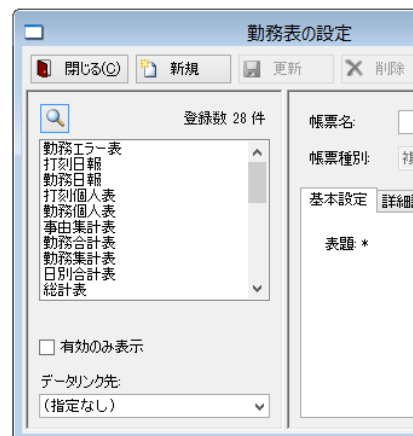 勤務表の設定
閉じる(C) 新規 更新 削除
登録数 28 件
勤務エラー表
打刻日報
勤務日報
打刻個人表
勤務個人表
事由集計表
勤務合計表
勤務集計表
日別合計表
総計表
有効のみ表示
データリンク先:
(指定なし)
帳票名:
帳票種別:
基本設定 詳細
表題 *